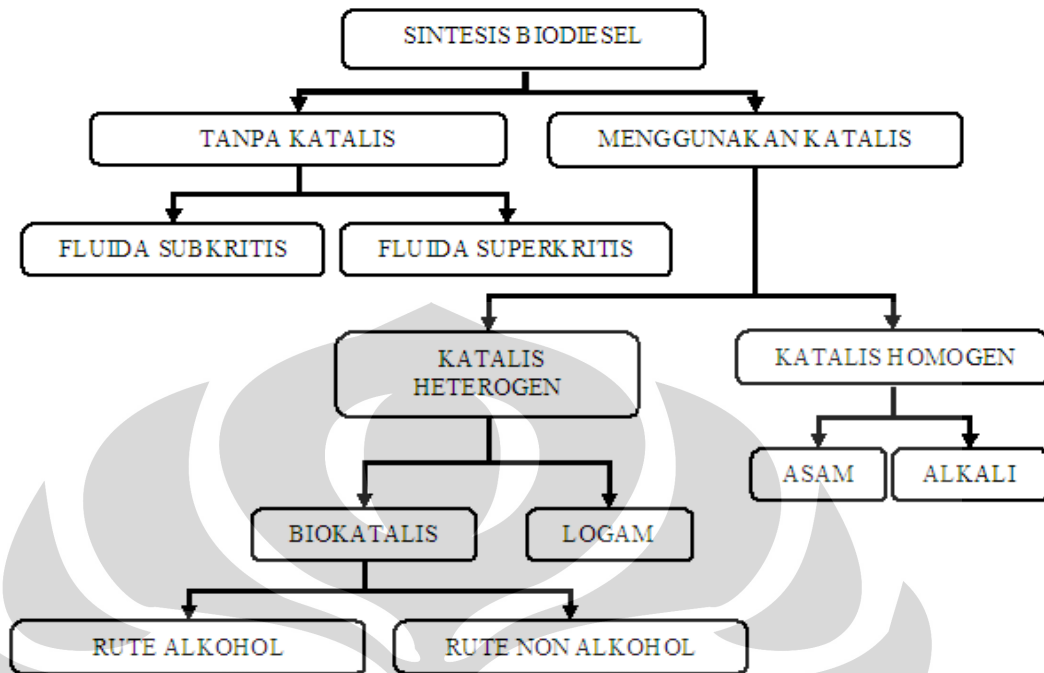 SINTESIS BIODIESEL
TANPA KATALIS
MENGGUNAKAN KATALIS
FLUIDA SUBKRITIS
FLUIDA SUPERKRITIS
KATALIS
HETEROGEN
KATALIS HOMOGEN
ASAM
ALKALI
BIOKATALIS
LOGAM
RUTE ALKOHOL
RUTE NON ALKOHOL